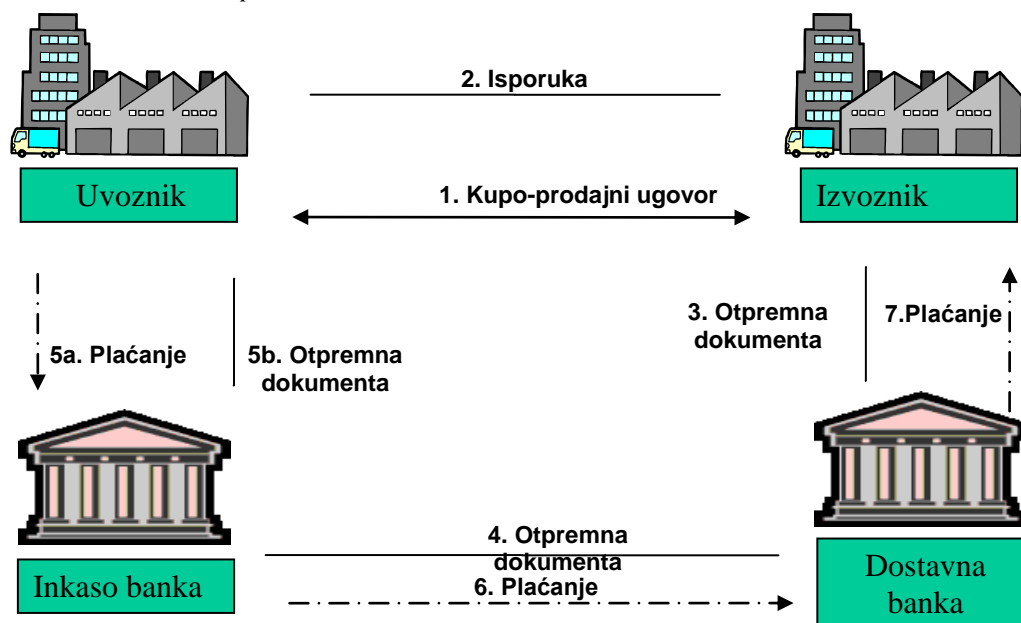 2. Isporuka
Uvoznik
1. Kupo-prodajni ugovor
Izvoznik
3. Otpremna
dokumenta
7.Plaćanje
5a. Plaćanje
5b. Otpremna
dokumenta
4. Otpremna
dokumenta
6. Plaćanje
Inkaso banka
Dostavna
banka